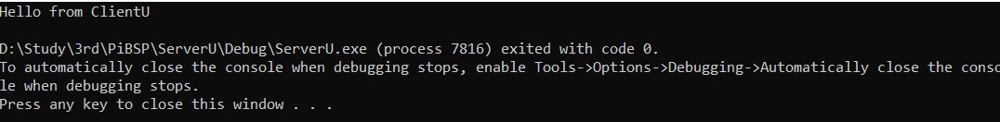 Hello from ClientU
D:\Study\3rd\PiBSP\ServerU\Debug\ServerU.exe (process 7816) exited with code 0.
To automatically close the console when debugging stops, enable Tools->Options->Debugging->Automatically close the conso
le when debugging stops.
Press any key to close this window . . .